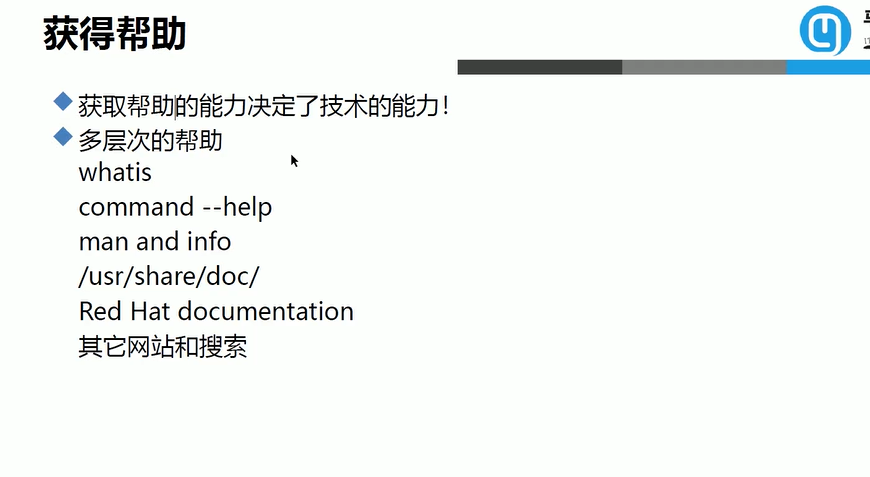 获得帮助
获取帮助的能力决定了技术的能力！
多层次的帮助
whatis
command --help
man and info
/usr/share/doc/
Red Hat documentation
其它网站和搜索